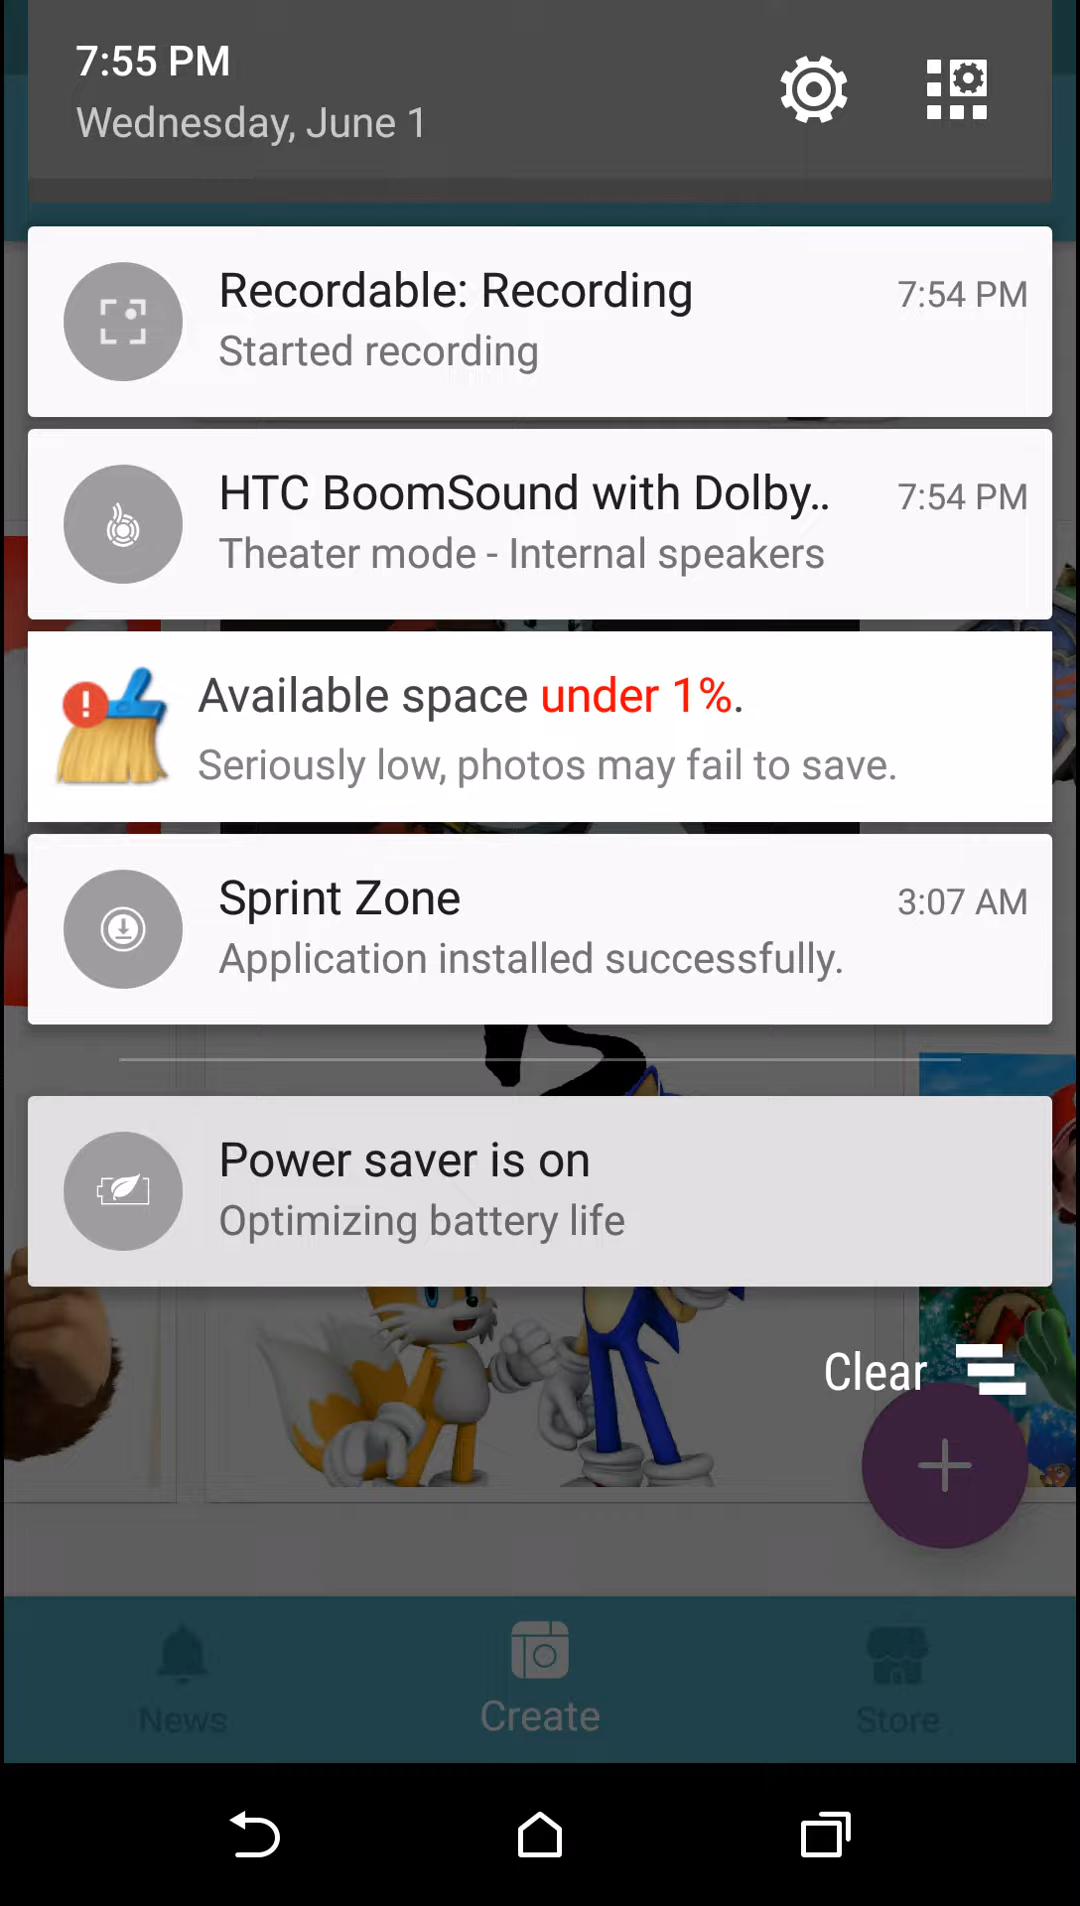 7:55 PM
Wednesday, June 1
Recordable: Recording
7:54 PM
Started recording
HTC BoomSound with Dolby..
7:54 PM
Theater mode - Internal speakers
Available space under 1%.
Seriously low, photos may fail to save.
Sprint Zone
3:07 AM
Application installed successfully.
Power saver is on
Optimizing battery life
Clear
News
Create
Store